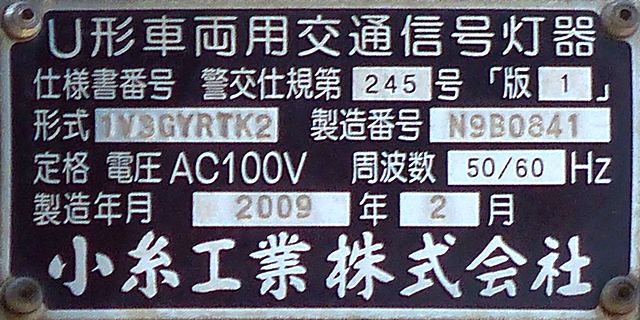 U形車両用交通信号灯器
仕様書番号 警交仕規第 245 号 「版 1 」
形式 1V3GYRTK2 製造番号 N9B0841
定格 電圧 AC100V 周波数 50/60 Hz
製造年月 2009 年 2 月
小糸工業株式会社